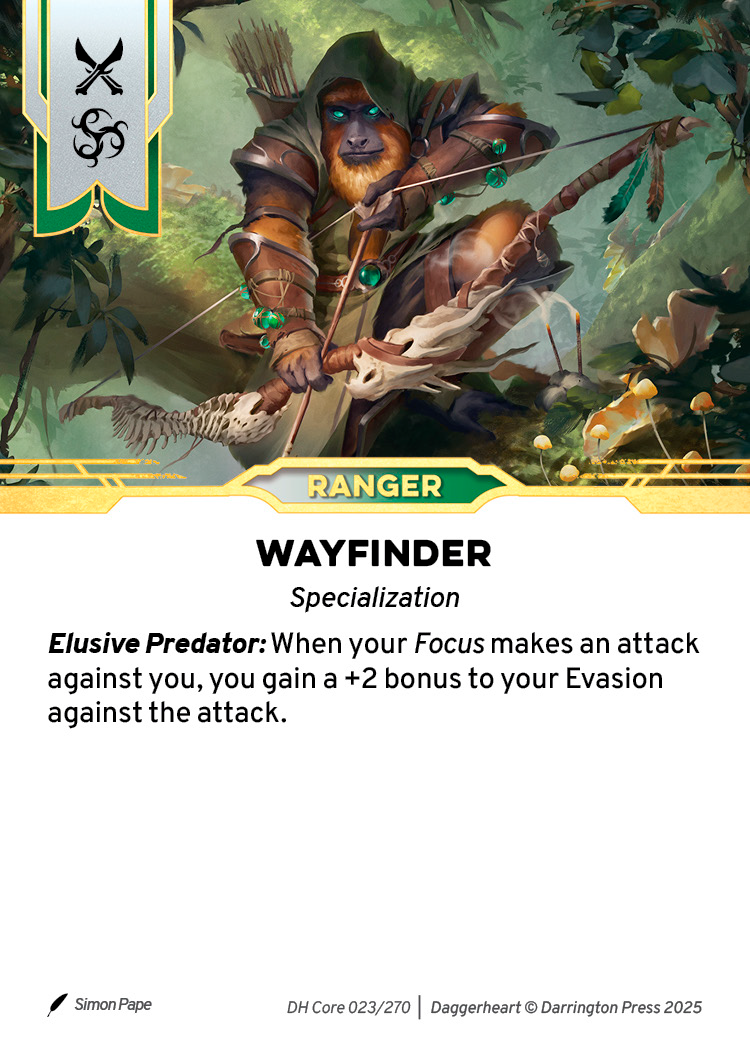 RANGER
WAYFINDER
Specialization
Elusive Predator: When your Focus makes an attack
against you, you gain a +2 bonus to your Evasion
against the attack.
Simon Pape
DH Core 023/270 | Daggerheart © Darrington Press 2025